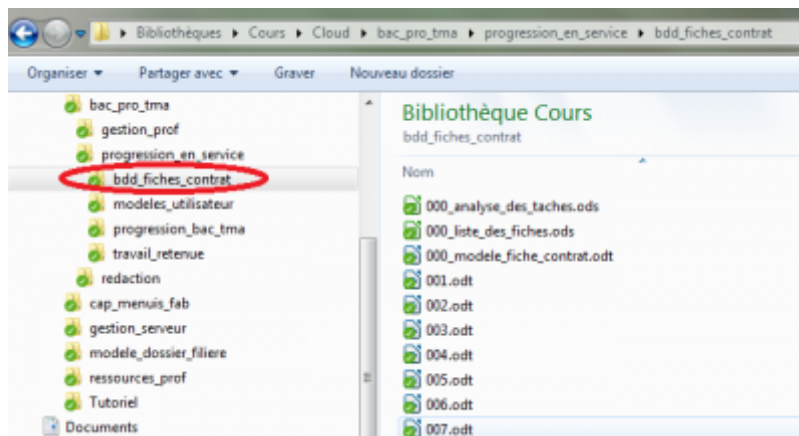 Bibliothèques Cours Cloud bac_pro_tma progression_en_service bdd_fiches_contrat
Organiser Partager avec Graver Nouveau dossier
bac_pro_tma
gestion_prof
progression_en_service
bdd_fiches_contrat
modeles_utilisateur
progression_bac_tma
travail_retenue
redaction
cap_menuis_fab
gestion_serveur
modele_dossier_filiere
ressources_prof
Tutoriel
Documents
Bibliothèque Cours
bdd_fiches_contrat
Nom
000_analyse_des_taches.ods
000_liste_des_fiches.ods
000_modele_fiche_contrat.odt
001.odt
002.odt
003.odt
004.odt
005.odt
006.odt
007.odt